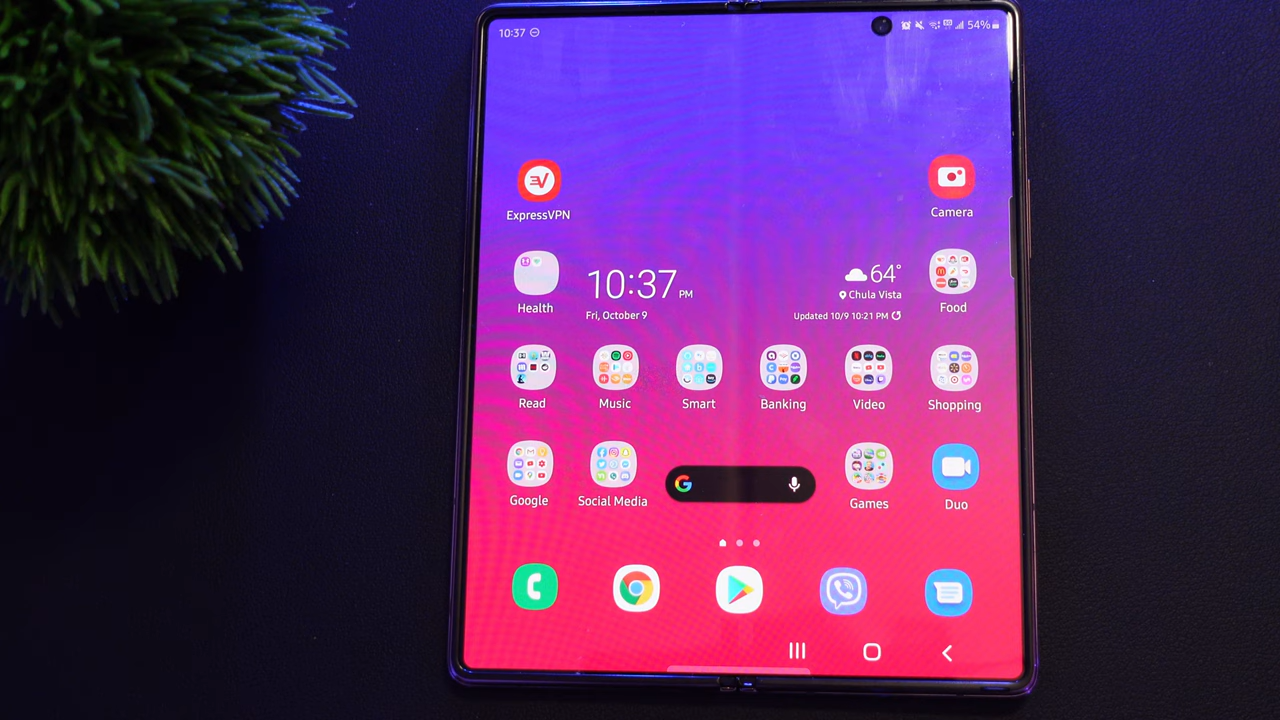 10:37
54%
ExpressVPN
Camera
Health
10:37 PM
Fri, October 9
64°
Chula Vista
Updated 10/9 10:21 PM
Food
Read
Music
Smart
Banking
Video
Shopping
Google
Social Media
Games
Duo